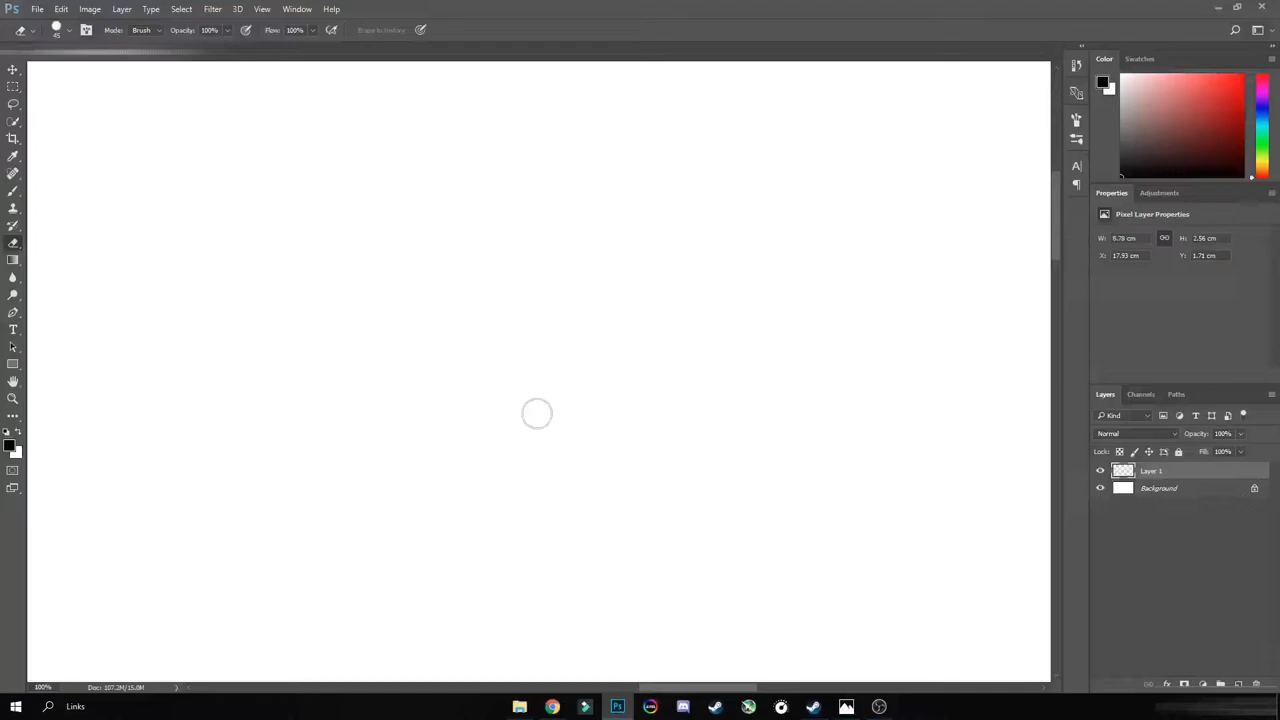 Ps File Edit Image Layer Type Select Filter 3D View Window Help
45 Mode: Brush Opacity: 100% Flow: 100% Erase to History
Color Swatches
Properties Adjustments
Pixel Layer Properties
W: 8.78 cm H: 2.56 cm
X: 17.93 cm Y: 1.71 cm
Layers Channels Paths
Kind
Normal Opacity: 100%
Lock: Fill: 100%
Layer 1
Background
100% Doc: 107.2M/15.0M
Links